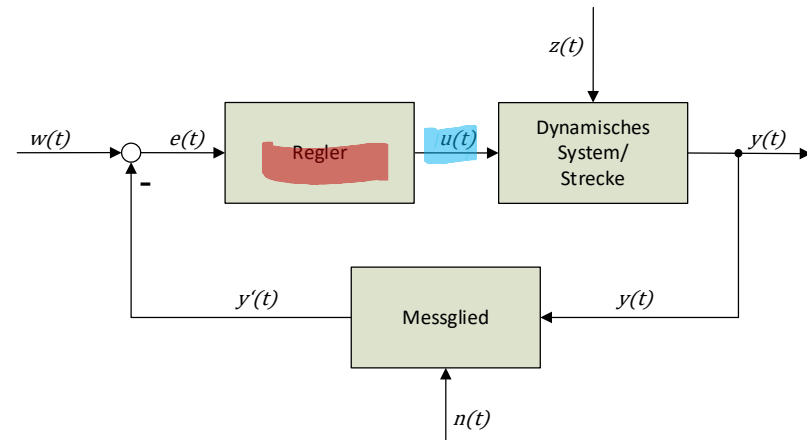 z(t)
w(t)
e(t)
Regler
u(t)
Dynamisches
System/
Strecke
y(t)
-
y'(t)
Messglied
y(t)
n(t)